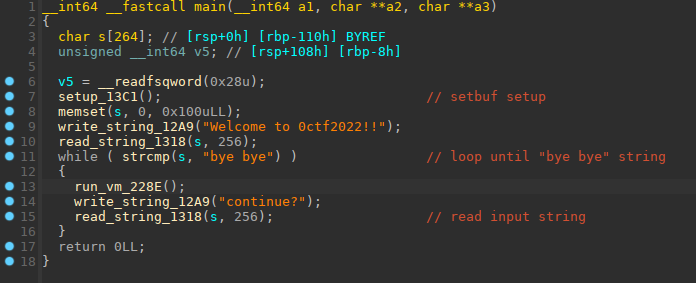 1 __int64 __fastcall main(__int64 a1, char **a2, char **a3)
2 {
3 char s[264]; // [rsp+0h] [rbp-110h] BYREF
4 unsigned __int64 v5; // [rsp+108h] [rbp-8h]
5
6 v5 = __readfsqword(0x28u);
7 setup_13C1(); // setbuf setup
8 memset(s, 0, 0x100uLL);
9 write_string_12A9("Welcome to 0ctf2022!!");
10 read_string_1318(s, 256);
11 while ( strcmp(s, "bye bye") ) // loop until "bye bye" string
12 {
13 run_vm_228E();
14 write_string_12A9("continue?");
15 read_string_1318(s, 256); // read input string
16 }
17 return 0LL;
18 }